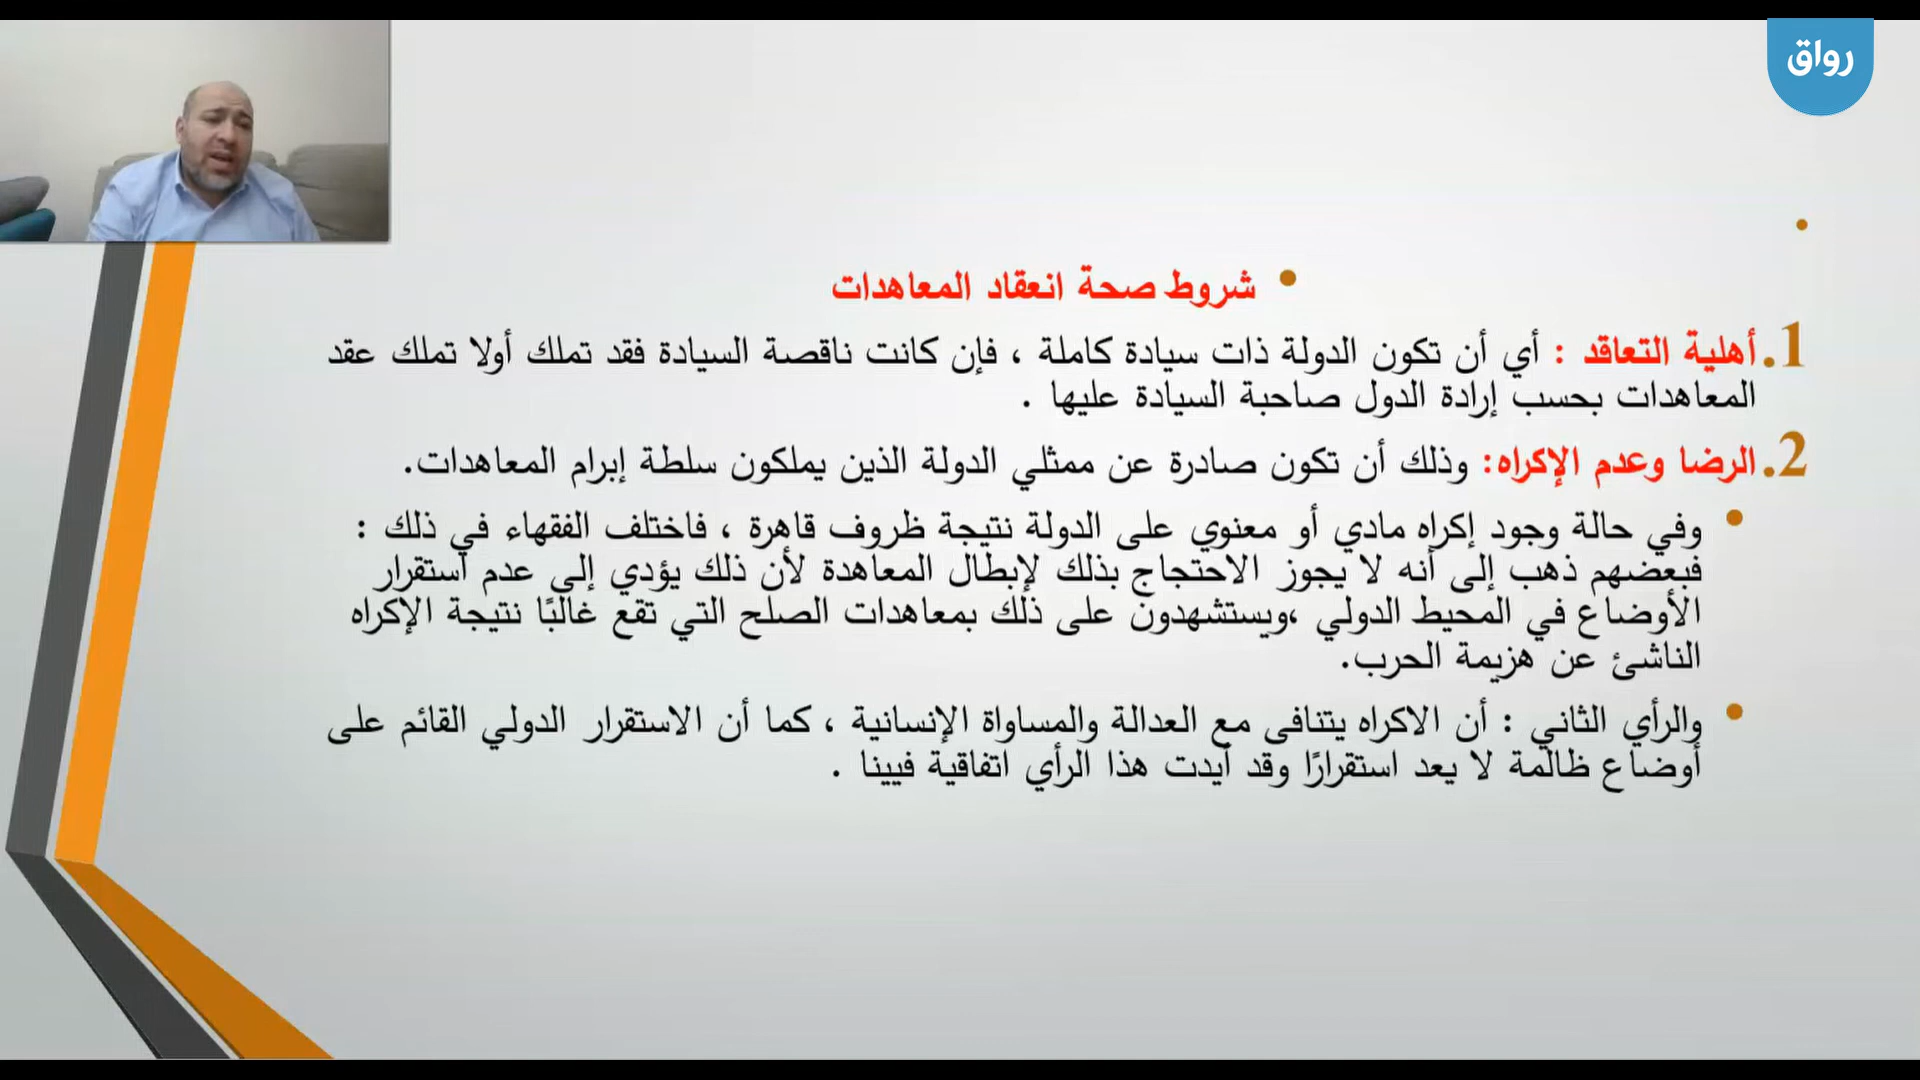 رواق
• شروط صحة انعقاد المعاهدات
1. أهلية التعاقد : أي أن تكون الدولة ذات سيادة كاملة ، فإن كانت ناقصة السيادة فقد تملك أولا تملك عقد
المعاهدات بحسب إرادة الدول صاحبة السيادة عليها .
2. الرضا وعدم الإكراه: وذلك أن تكون صادرة عن ممثلي الدولة الذين يملكون سلطة إبرام المعاهدات.
• وفي حالة وجود إكراه مادي أو معنوي على الدولة نتيجة ظروف قاهرة ، فاختلف الفقهاء في ذلك :
فبعضهم ذهب إلى أنه لا يجوز الاحتجاج بذلك لإبطال المعاهدة لأن ذلك يؤدي إلى عدم استقرار
الأوضاع في المحيط الدولي ،ويستشهدون على ذلك بمعاهدات الصلح التي تقع غالبًا نتيجة الإكراه
الناشئ عن هزيمة الحرب.
• والرأي الثاني : أن الاكراه يتنافى مع العدالة والمساواة الإنسانية ، كما أن الاستقرار الدولي القائم على
أوضاع ظالمة لا يعد استقرارًا وقد أيدت هذا الرأي اتفاقية فيينا .